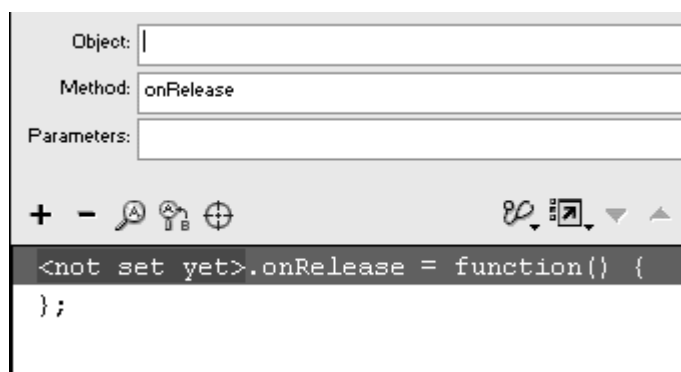 Object:
Method: onRelease
Parameters:
<not set yet>.onRelease = function() {
};